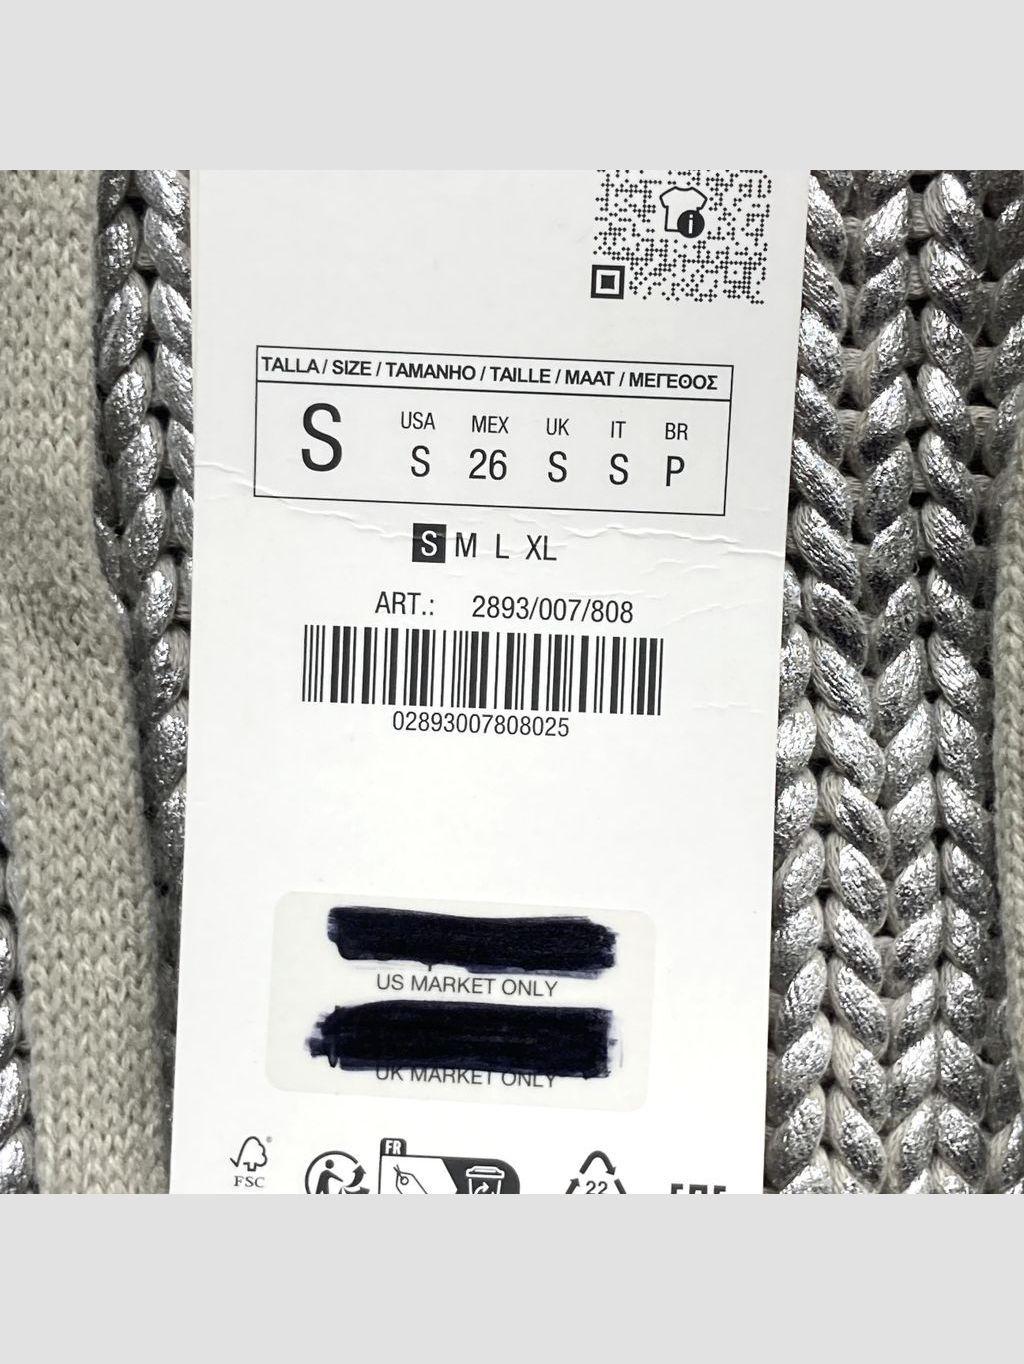 TALLA / SIZE / TAMANHO / TAILLE / MAAT / ΜΕΓΕΘΟΣ
S
USA MEX UK IT BR
S 26 S S P
S M L XL
ART.: 2893/007/808
02893007808025
US MARKET ONLY
UK MARKET ONLY
FR
FSC
22